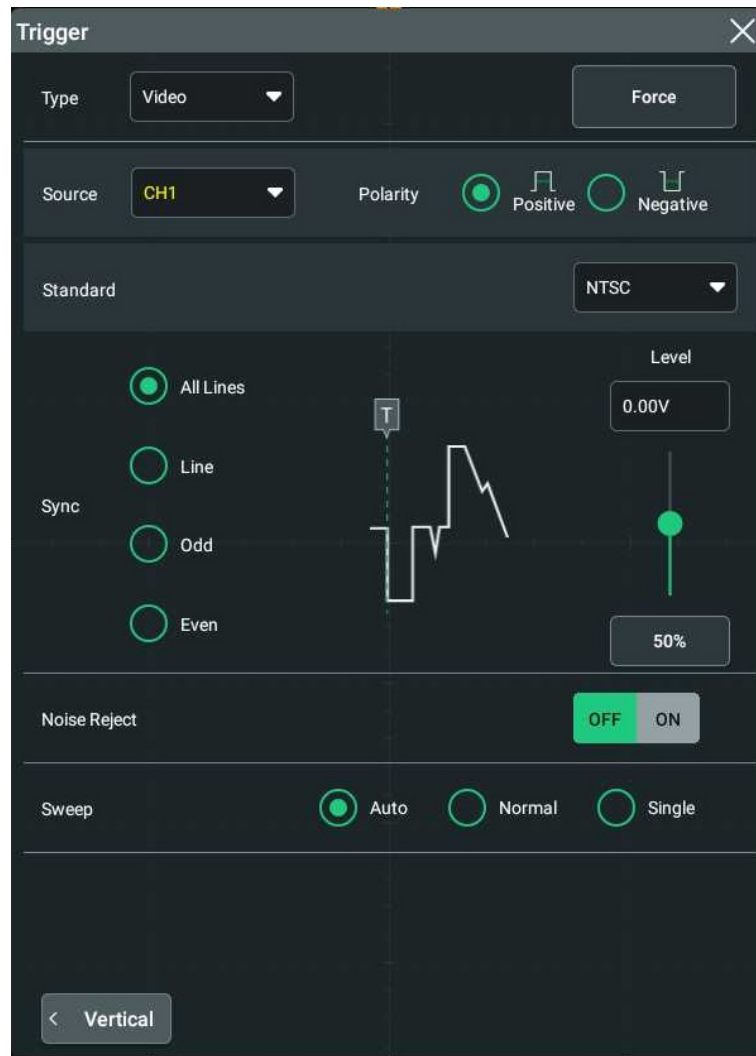 Trigger
Type Video Force
Source CH1 Polarity Positive Negative
Standard NTSC
Level
All Lines
0.00V
T
Line
Sync
Odd
Even
50%
Noise Reject OFF ON
Sweep Auto Normal Single
< Vertical